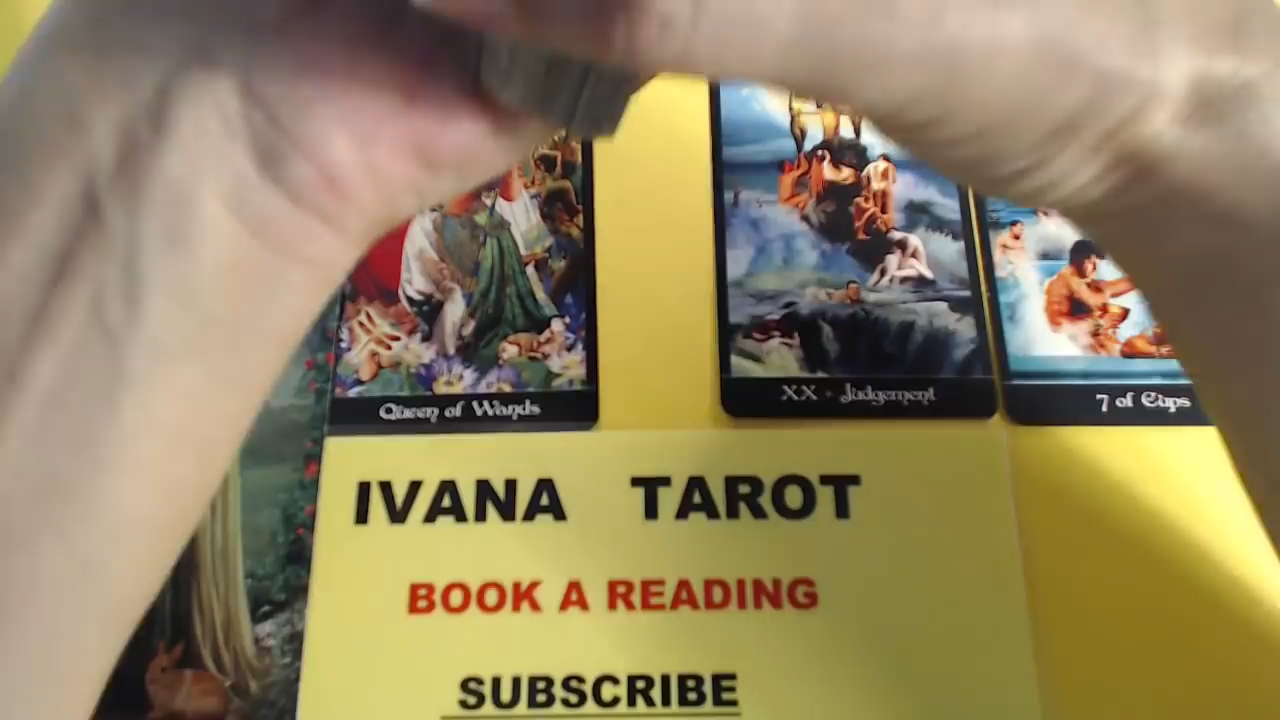 Queen of Wands
XX - Judgement
7 of Cups
IVANA TAROT
BOOK A READING
SUBSCRIBE